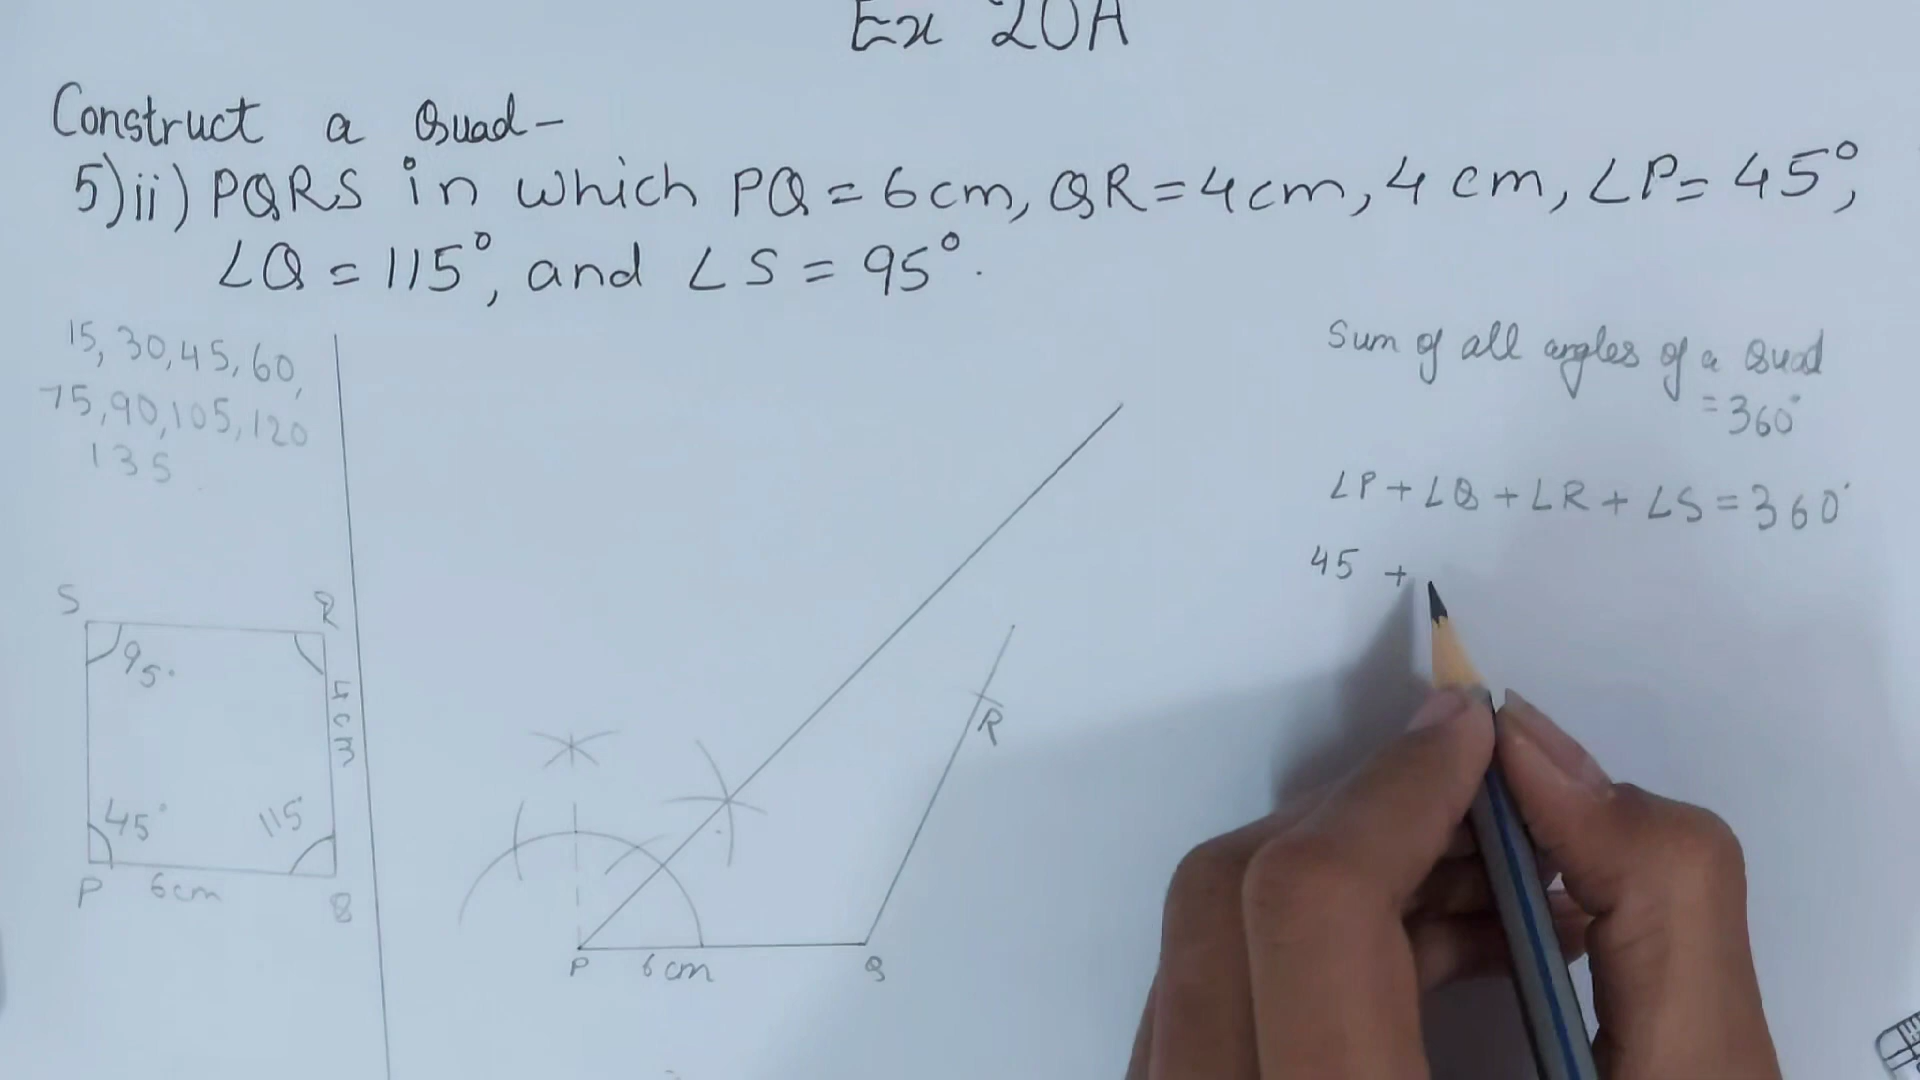 Ex 20A
Construct a Quad-
5)ii) PQRS in which PQ = 6cm, QR = 4cm, 4 cm, ∠P = 45°,
∠Q = 115°, and ∠S = 95°.
15, 30, 45, 60,
75, 90, 105, 120
135
Sum of all angles of a Quad
= 360°
∠P + ∠Q + ∠R + ∠S = 360°
45 +
S R
95°
4cm
45° 115
P 6cm Q
R
P 6cm Q